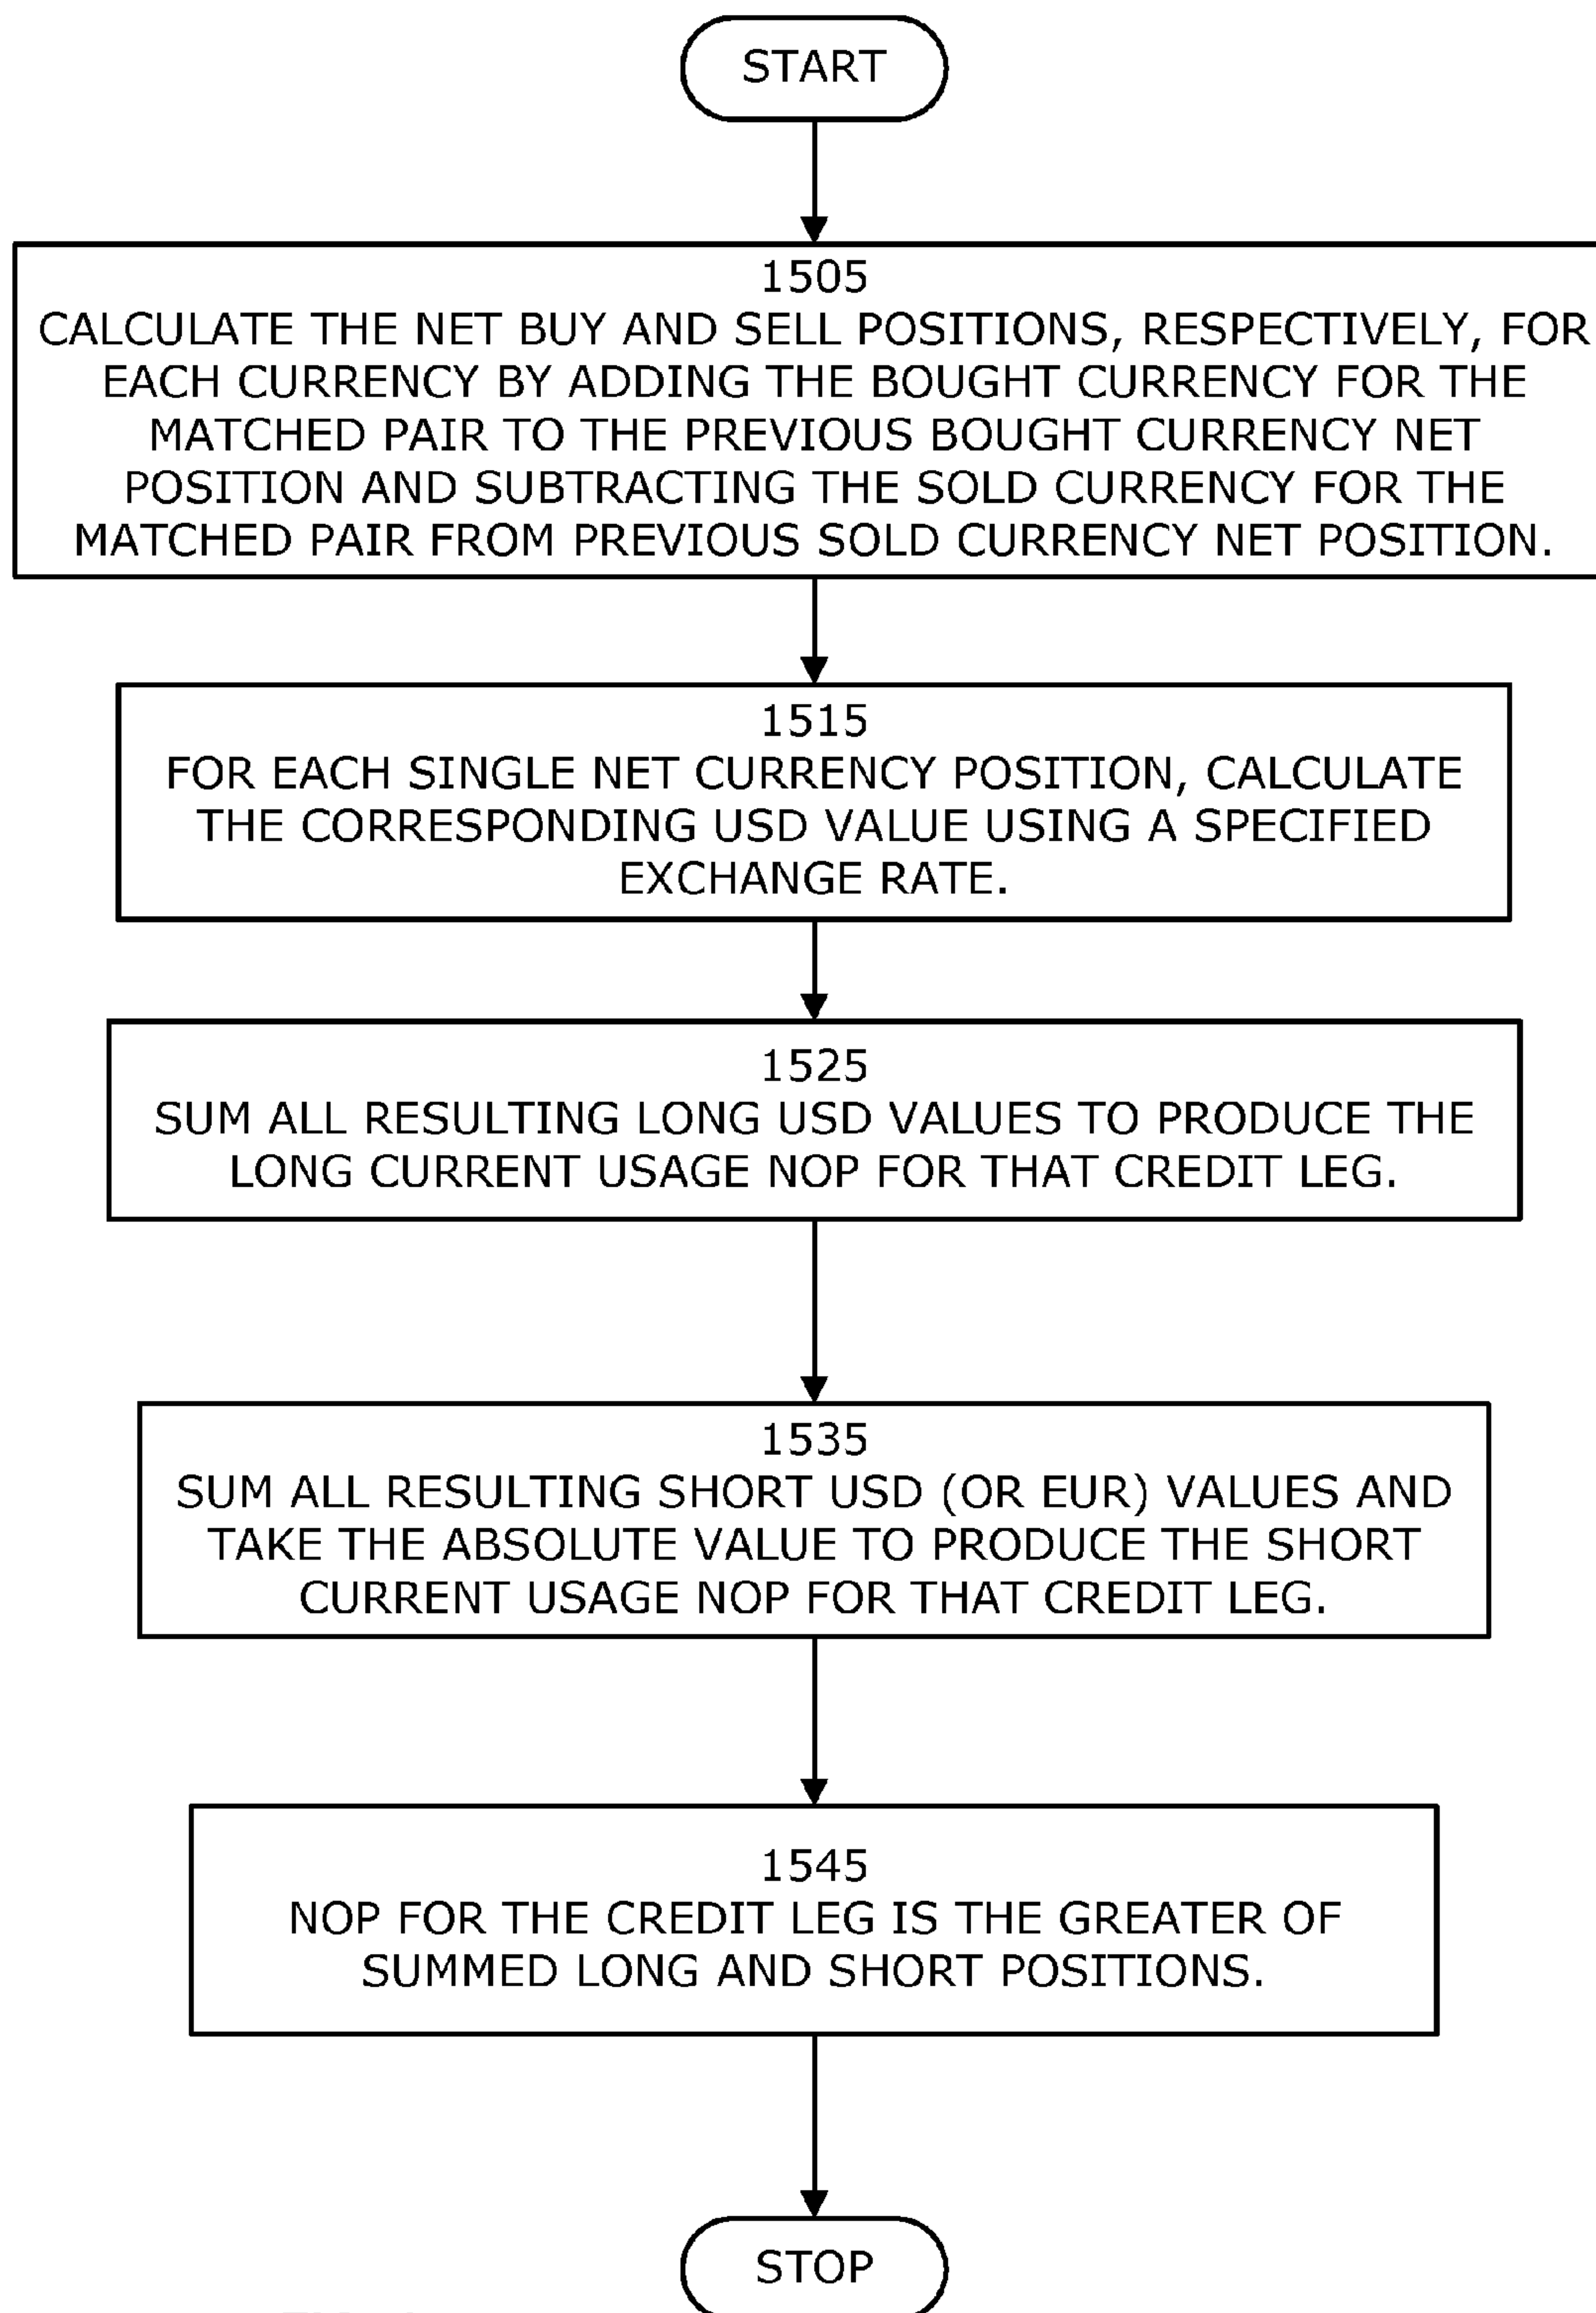 START
1505
CALCULATE THE NET BUY AND SELL POSITIONS, RESPECTIVELY, FOR
EACH CURRENCY BY ADDING THE BOUGHT CURRENCY FOR THE
MATCHED PAIR TO THE PREVIOUS BOUGHT CURRENCY NET
POSITION AND SUBTRACTING THE SOLD CURRENCY FOR THE
MATCHED PAIR FROM PREVIOUS SOLD CURRENCY NET POSITION.
1515
FOR EACH SINGLE NET CURRENCY POSITION, CALCULATE
THE CORRESPONDING USD VALUE USING A SPECIFIED
EXCHANGE RATE.
1525
SUM ALL RESULTING LONG USD VALUES TO PRODUCE THE
LONG CURRENT USAGE NOP FOR THAT CREDIT LEG.
1535
SUM ALL RESULTING SHORT USD (OR EUR) VALUES AND
TAKE THE ABSOLUTE VALUE TO PRODUCE THE SHORT
CURRENT USAGE NOP FOR THAT CREDIT LEG.
1545
NOP FOR THE CREDIT LEG IS THE GREATER OF
SUMMED LONG AND SHORT POSITIONS.
STOP